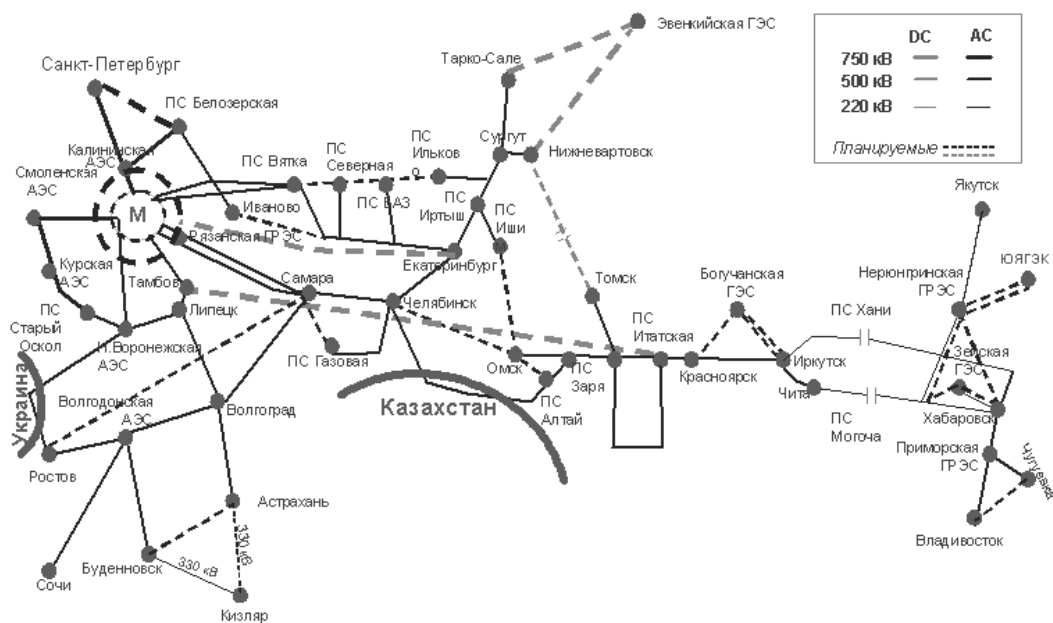 Эвенкийская ГЭС
DC AC
750 кВ
500 кВ
220 кВ
Планируемые
Тарко-Сале
Санкт-Петербург
ПС Белозерская
Калининская
АЭС
Смоленская
АЭС
ПС Вятка
ПС
Северная
ПС
Ильков
о
Сургут
Нижневартовск
ПС ВАЗ
ПС
Иртыш
ПС
Иши
м
Якутск
М
Иваново
Рязанская ГРЭС
Екатеринбург
Курская
АЭС
Тамбов
Самара
Челябинск
Томск
Богучанская
ГЭС
Нерюнгринская
ГРЭС
ЮЯГЭК
ПС
Старый
Оскол
Липецк
Н.Воронежская
АЭС
ПС Газовая
Омск
ПС
Заря
ПС
Итатская
Красноярск
Иркутск
ПС Хани
Зейская
ГЭС
Чита
Украина
Волгодонская
АЭС
Волгоград
Казахстан
ПС
Алтай
ПС
Могоча
Хабаровск
Приморская
ГРЭС
Чугуевка
Ростов
Астрахань
330 кВ
Владивосток
Буденновск
330 кВ
Сочи
Кизляр